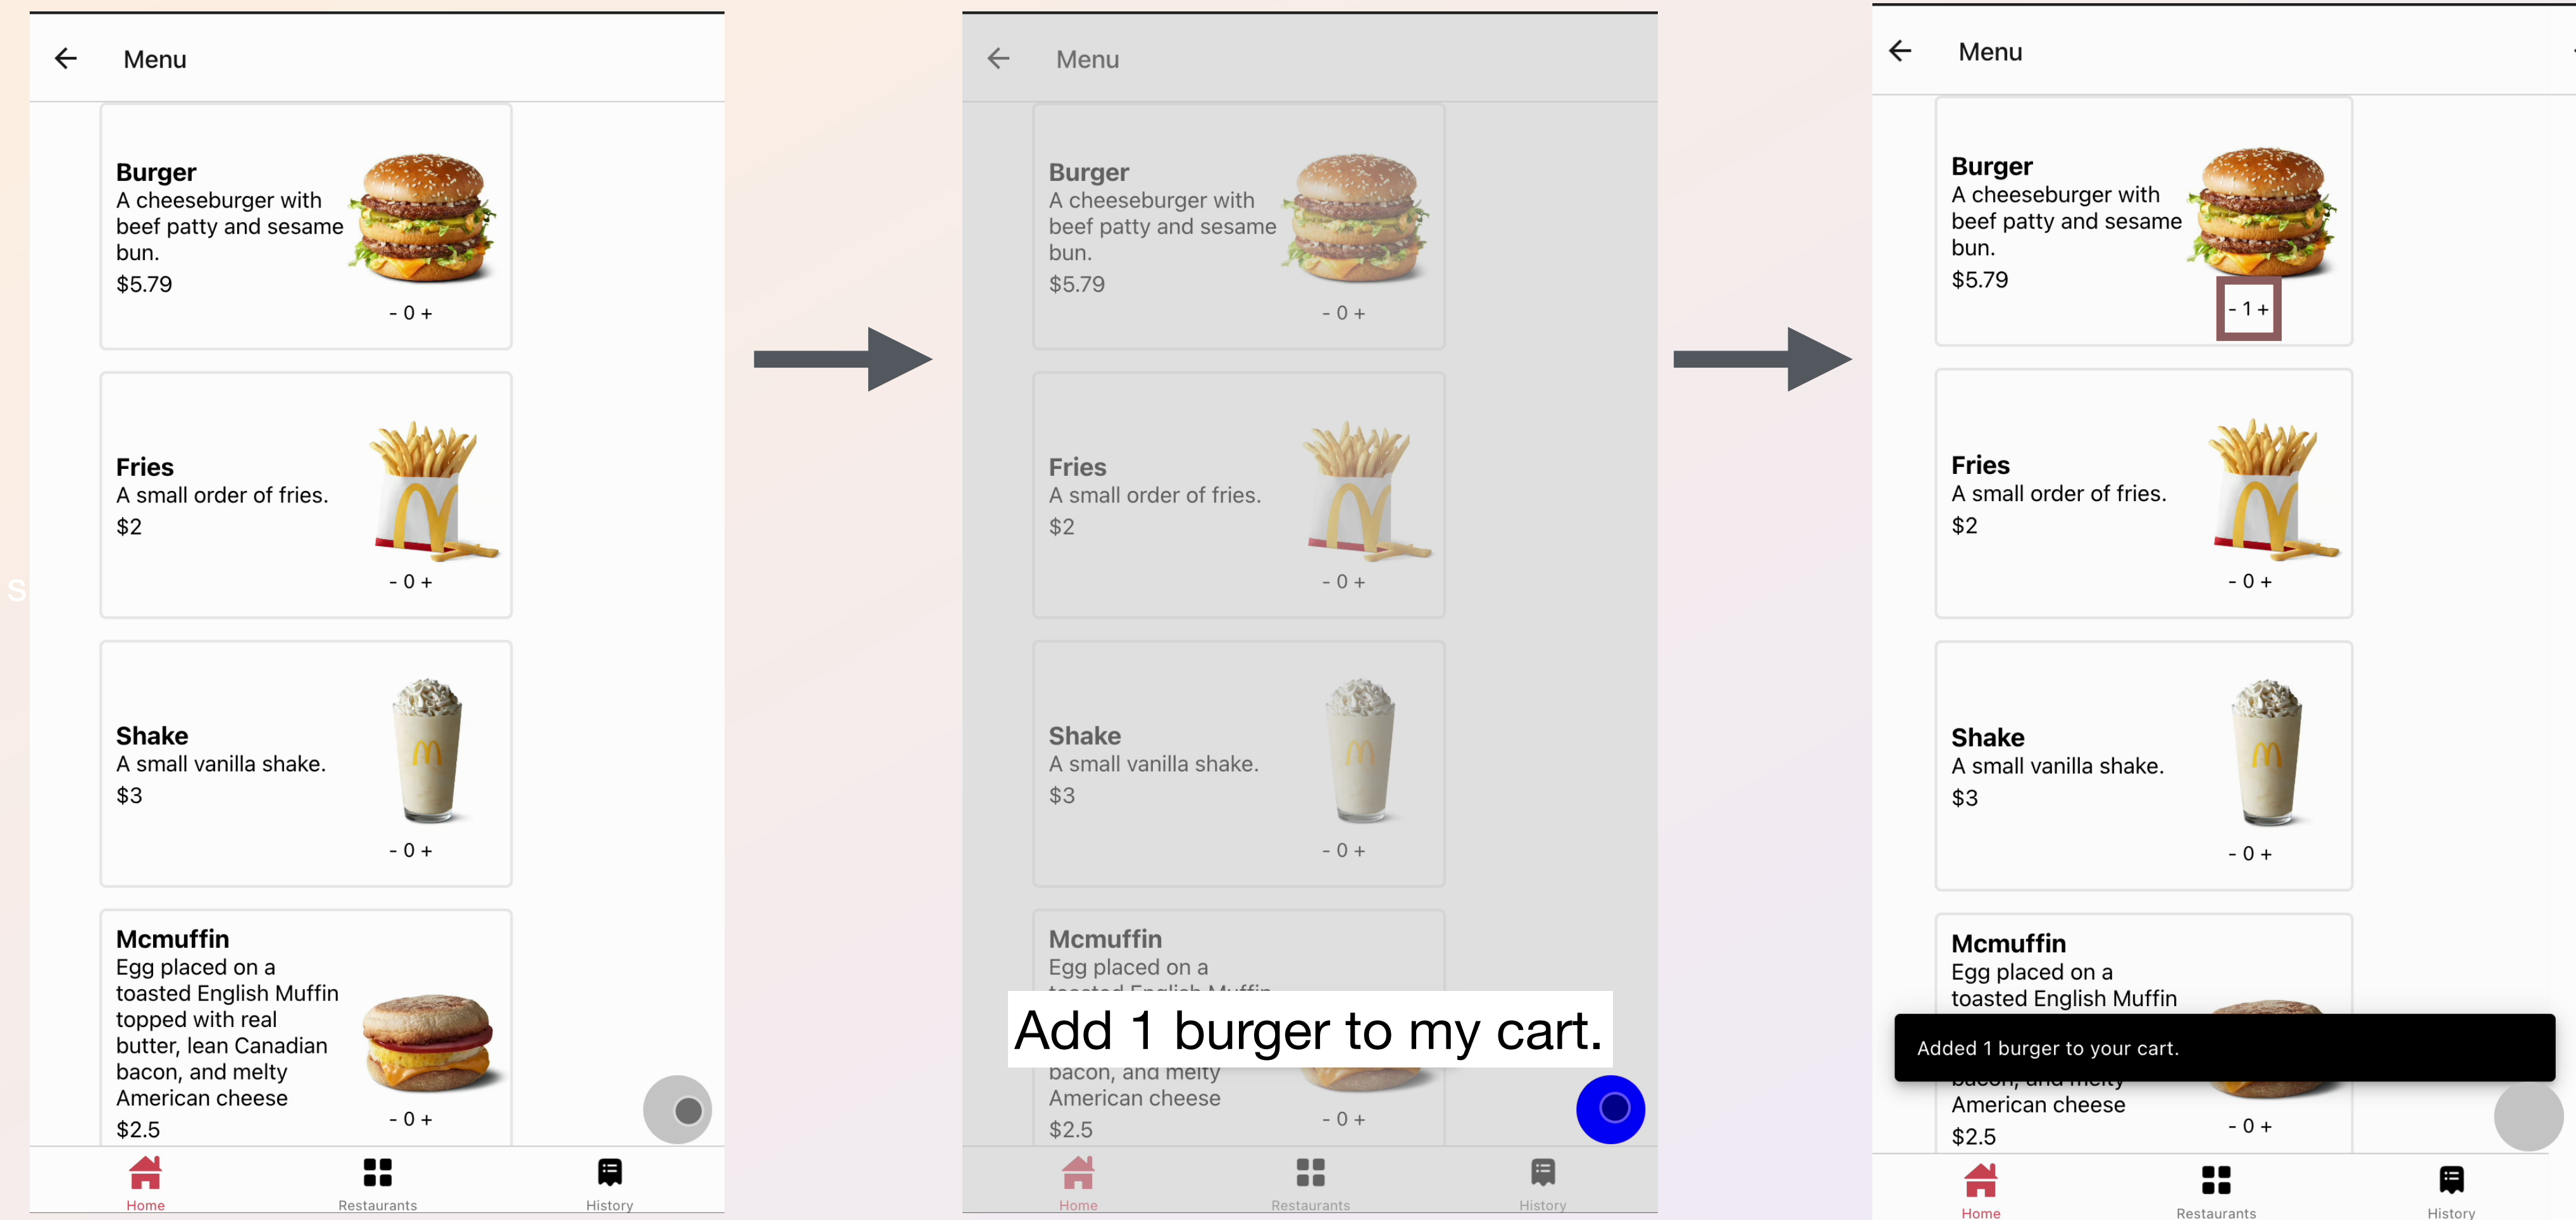 Menu
Burger
A cheeseburger with
beef patty and sesame
bun.
$5.79
- 0 +
Fries
A small order of fries.
$2
- 0 +
Shake
A small vanilla shake.
$3
- 0 +
Mcmuffin
Egg placed on a
toasted English Muffin
topped with real
butter, lean Canadian
bacon, and melty
American cheese
$2.5
- 0 +
Home
Restaurants
History
s
Menu
Burger
A cheeseburger with
beef patty and sesame
bun.
$5.79
- 0 +
Fries
A small order of fries.
$2
- 0 +
Shake
A small vanilla shake.
$3
- 0 +
Mcmuffin
Egg placed on a
toasted English Muffin
Add 1 burger to my cart.
bacon, and melty
American cheese
$2.5
- 0 +
Home
Restaurants
History
Menu
Burger
A cheeseburger with
beef patty and sesame
bun.
$5.79
- 1 +
Fries
A small order of fries.
$2
- 0 +
Shake
A small vanilla shake.
$3
- 0 +
Mcmuffin
Egg placed on a
toasted English Muffin
Added 1 burger to your cart.
bacon, and melty
American cheese
$2.5
- 0 +
Home
Restaurants
History